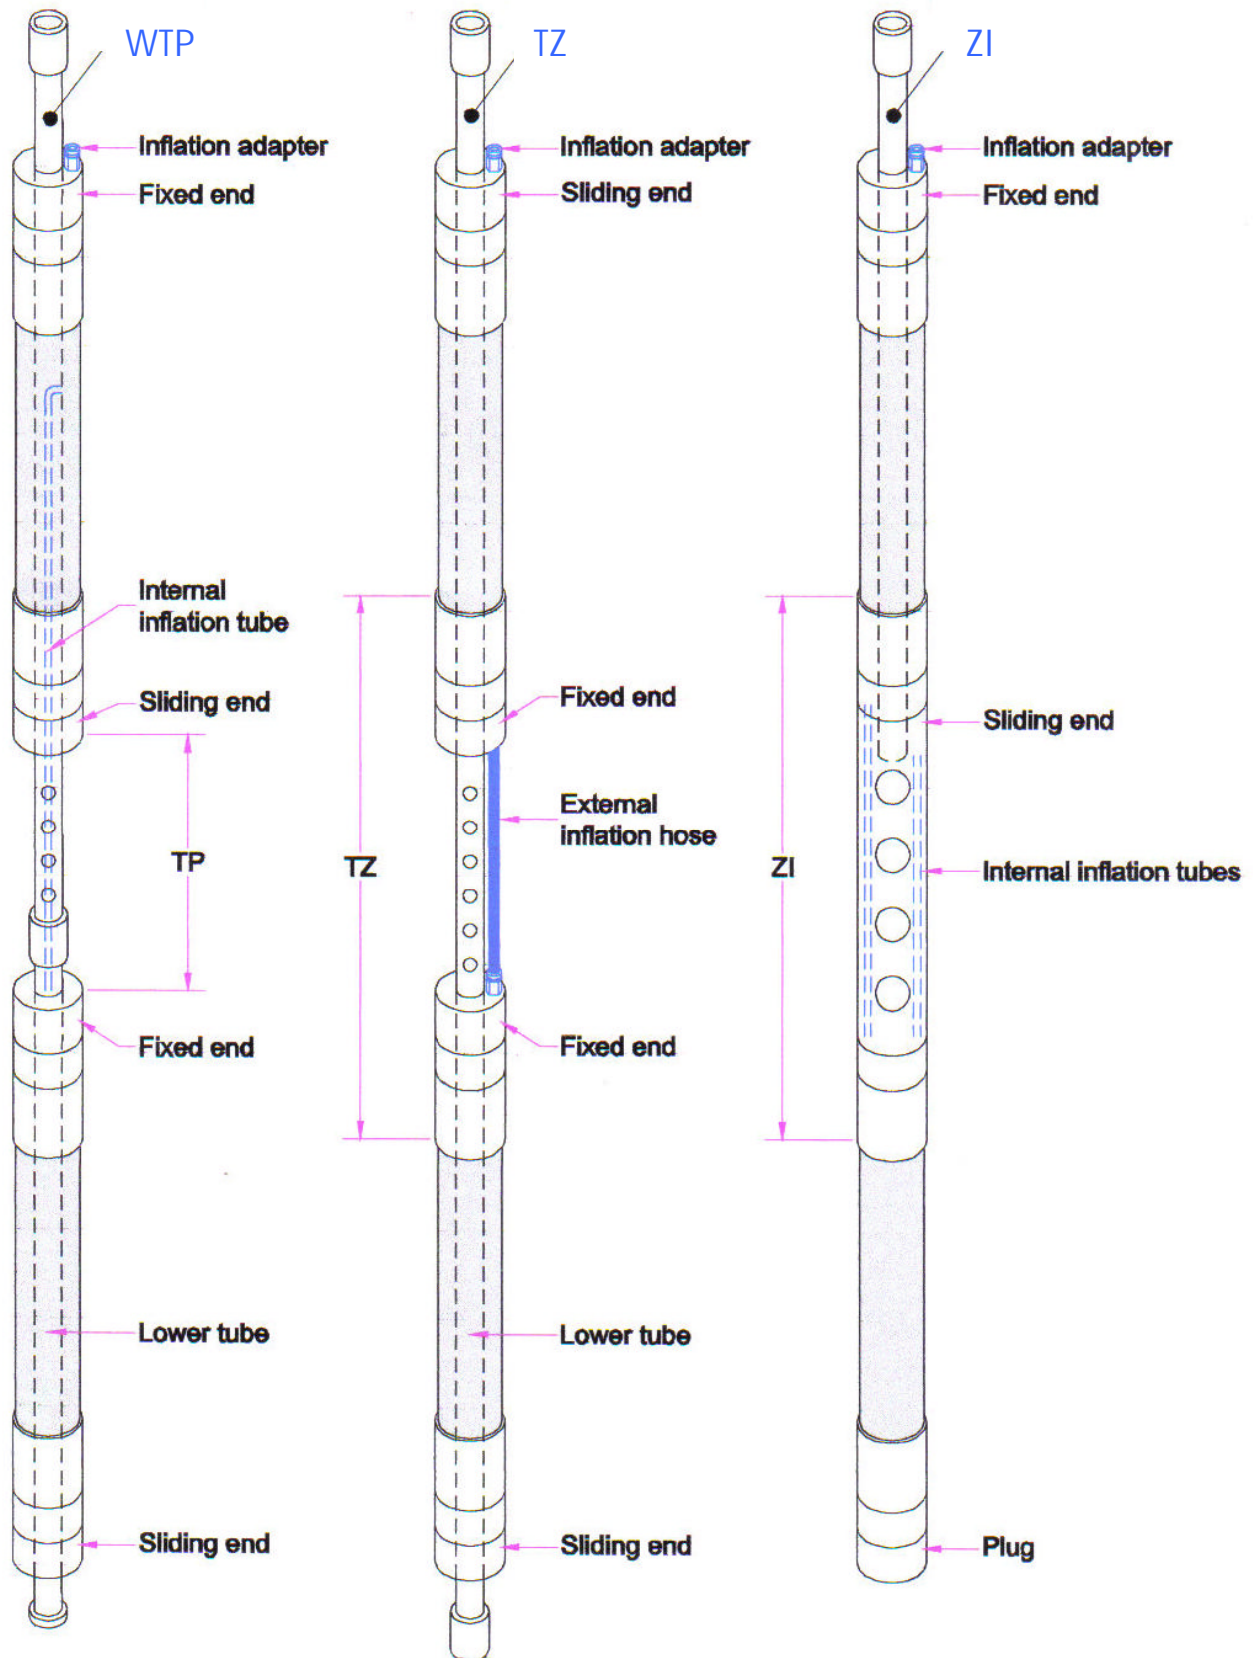 WTP
TZ
ZI
Inflation adapter
Inflation adapter
Inflation adapter
Fixed end
Sliding end
Fixed end
Internal
inflation tube
Sliding end
Fixed end
Sliding end
TP
TZ
External
inflation hose
ZI
Internal inflation tubes
Fixed end
Fixed end
Lower tube
Lower tube
Sliding end
Sliding end
Plug